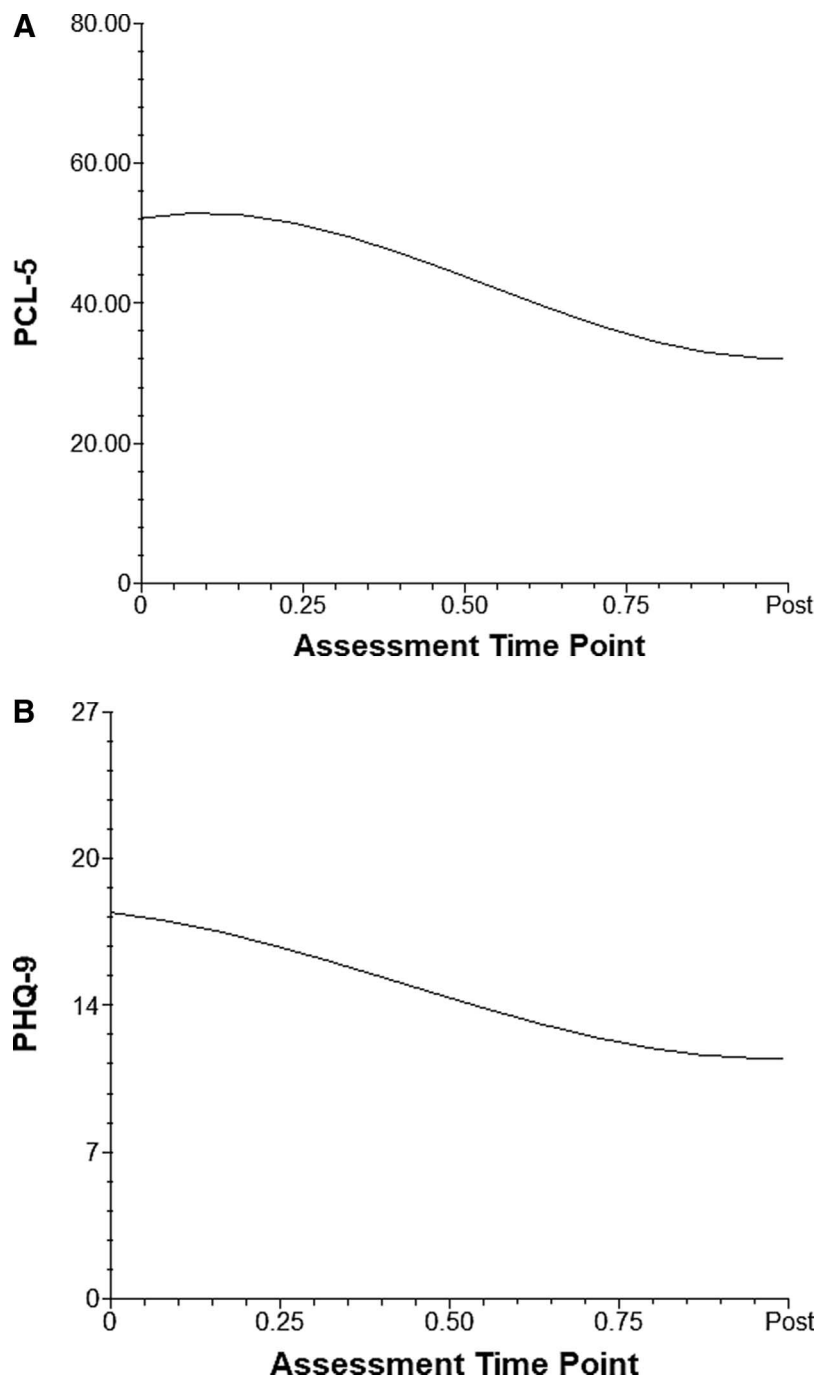 A
80.00
60.00
40.00
20.00
0
PCL-5
0 0.25 0.50 0.75 Post
Assessment Time Point
B
27
20
14
7
0
PHQ-9
0 0.25 0.50 0.75 Post
Assessment Time Point